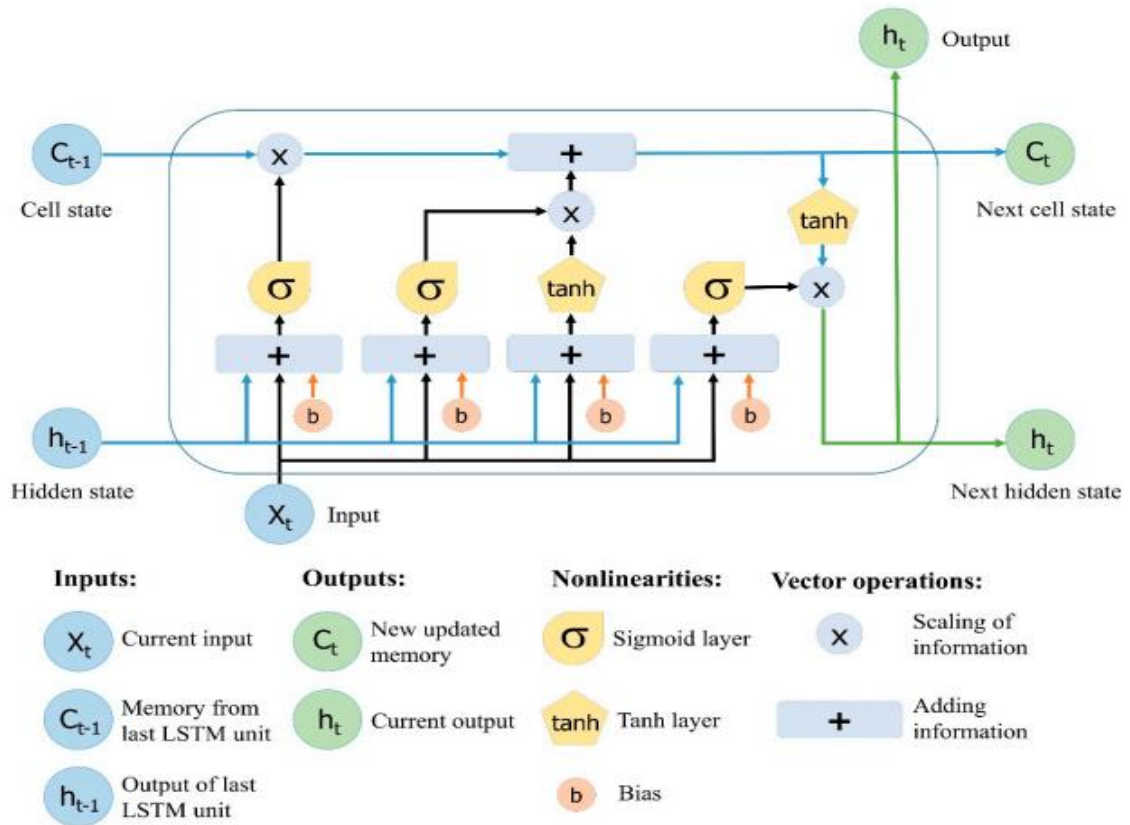 hₜ Output
Cₜ₋₁ x + Cₜ
Cell state Next cell state
x tanh
σ σ tanh σ x
+ + + +
b b b b
hₜ₋₁ hₜ
Hidden state Next hidden state
Xₜ Input
Inputs: Outputs: Nonlinearities: Vector operations:
Xₜ Current input
Cₜ₋₁ Memory from
last LSTM unit
hₜ₋₁ Output of last
LSTM unit
Cₜ New updated
memory
hₜ Current output
σ Sigmoid layer
tanh Tanh layer
b Bias
x Scaling of
information
+ Adding
information